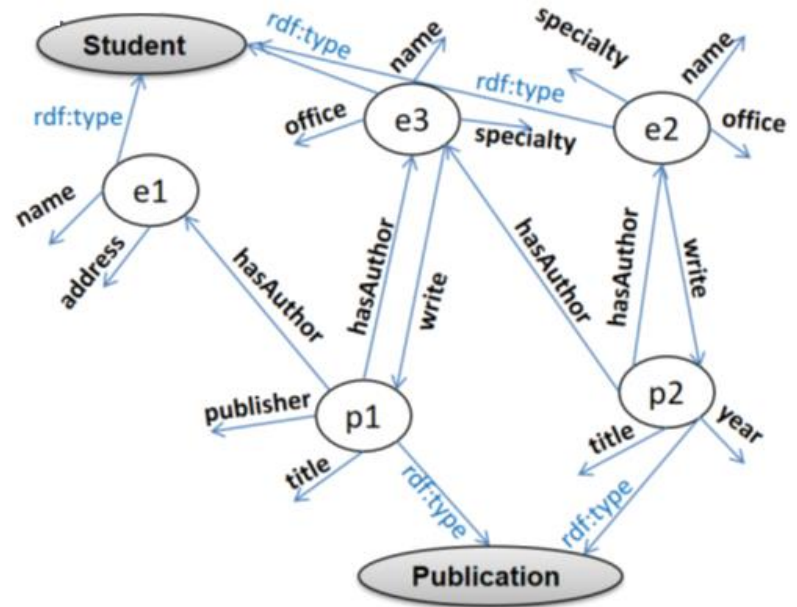 Student
rdf:type
name
specialty
name
rdf:type
office
e3
rdf:type
specialty
e2
office
e1
name
address
hasAuthor
hasAuthor
write
hasAuthor
hasAuthor
write
publisher
p1
title
rdf:type
p2
title
year
rdf:type
Publication